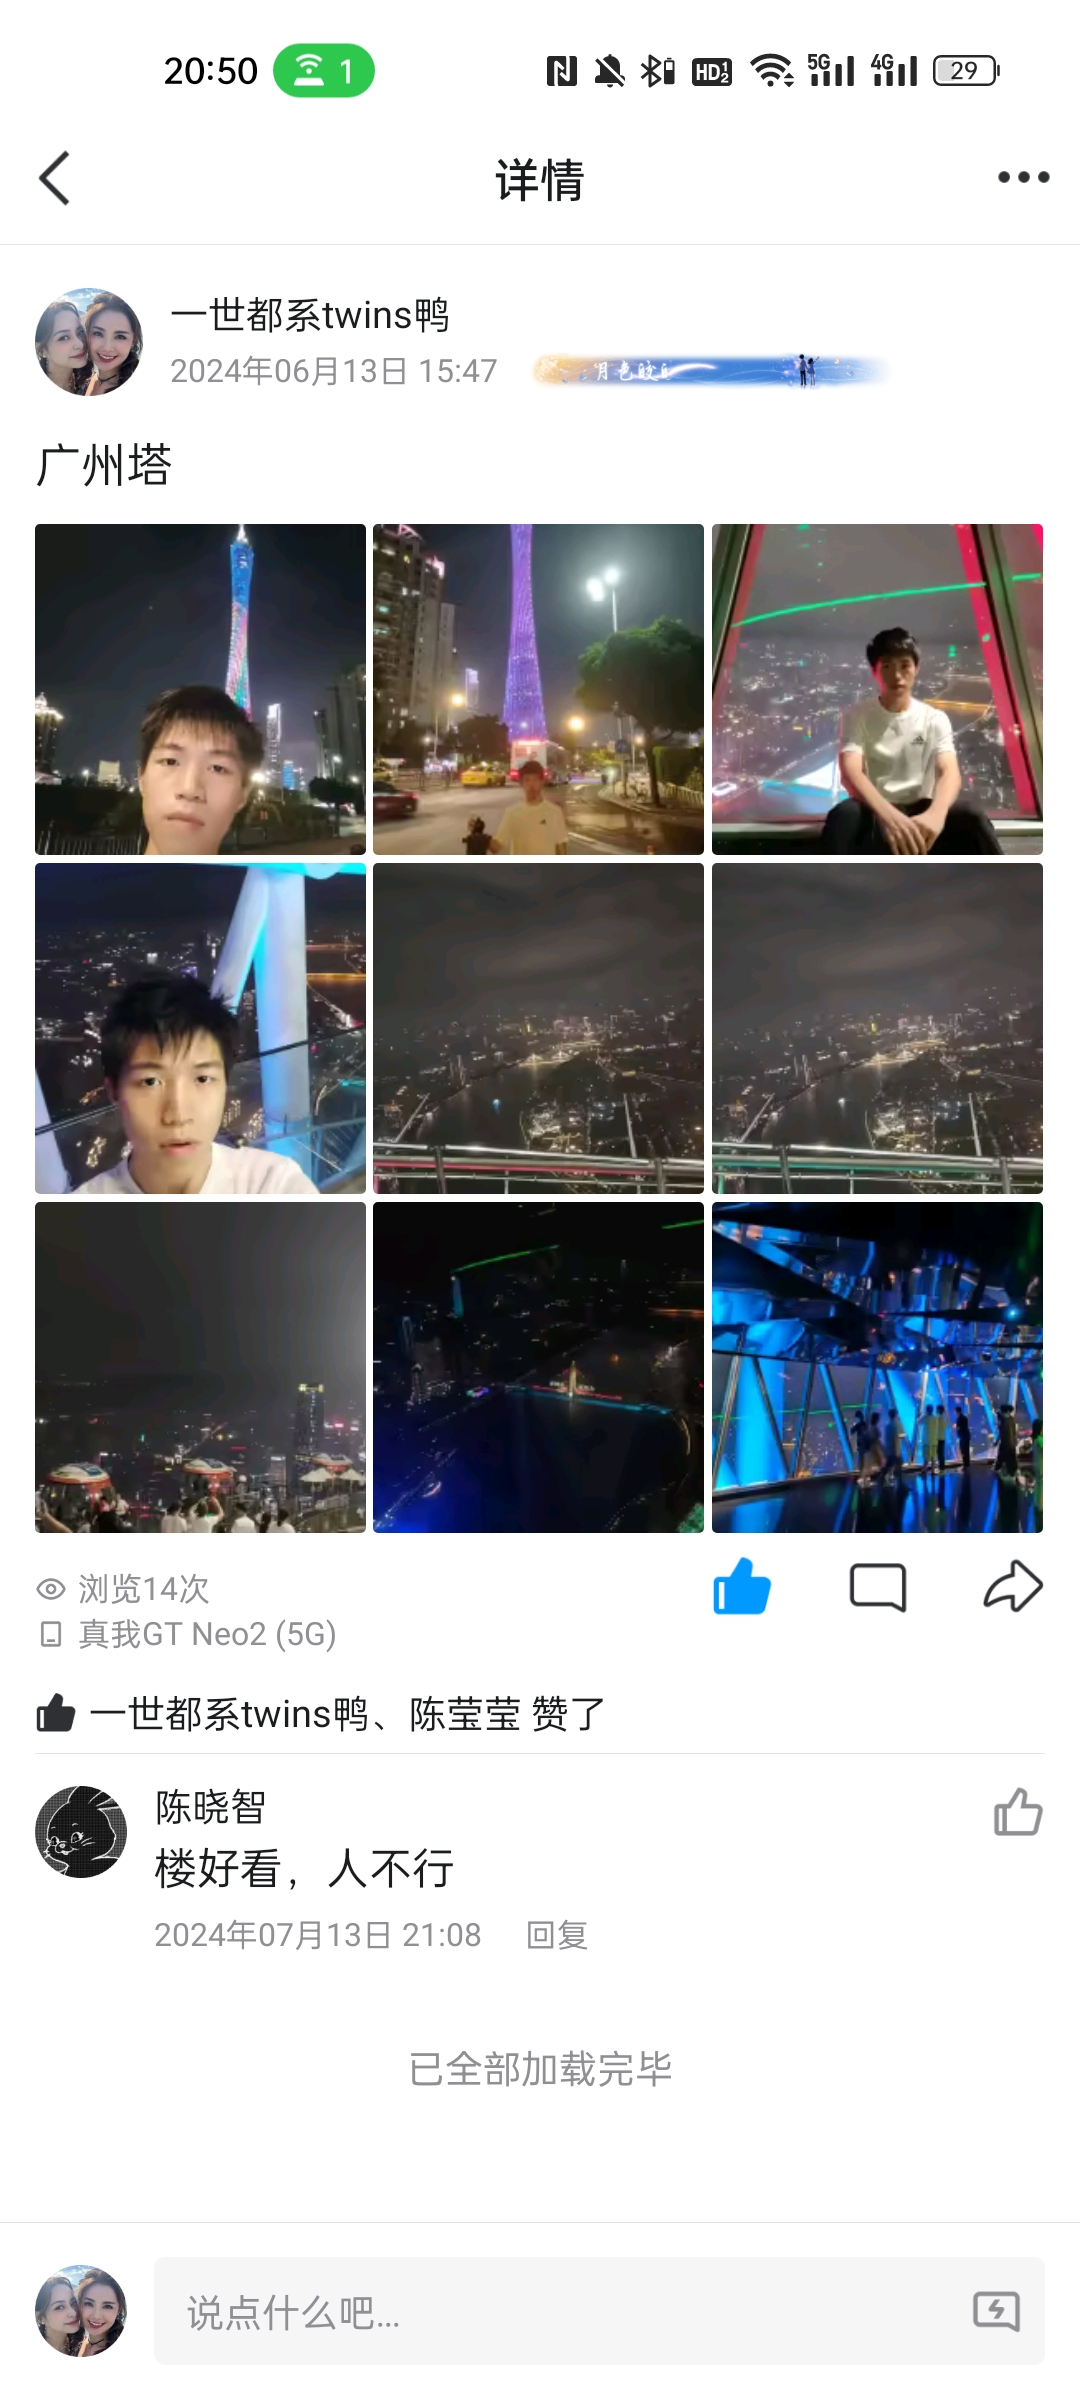 20:50
1
HD 1 2
5G
4G
29
详情
一世都系twins鸭
2024年06月13日 15:47
月色
广州塔
浏览14次
真我GT Neo2 (5G)
一世都系twins鸭、陈莹莹 赞了
陈晓智
楼好看，人不行
2024年07月13日 21:08 回复
已全部加载完毕
说点什么吧...